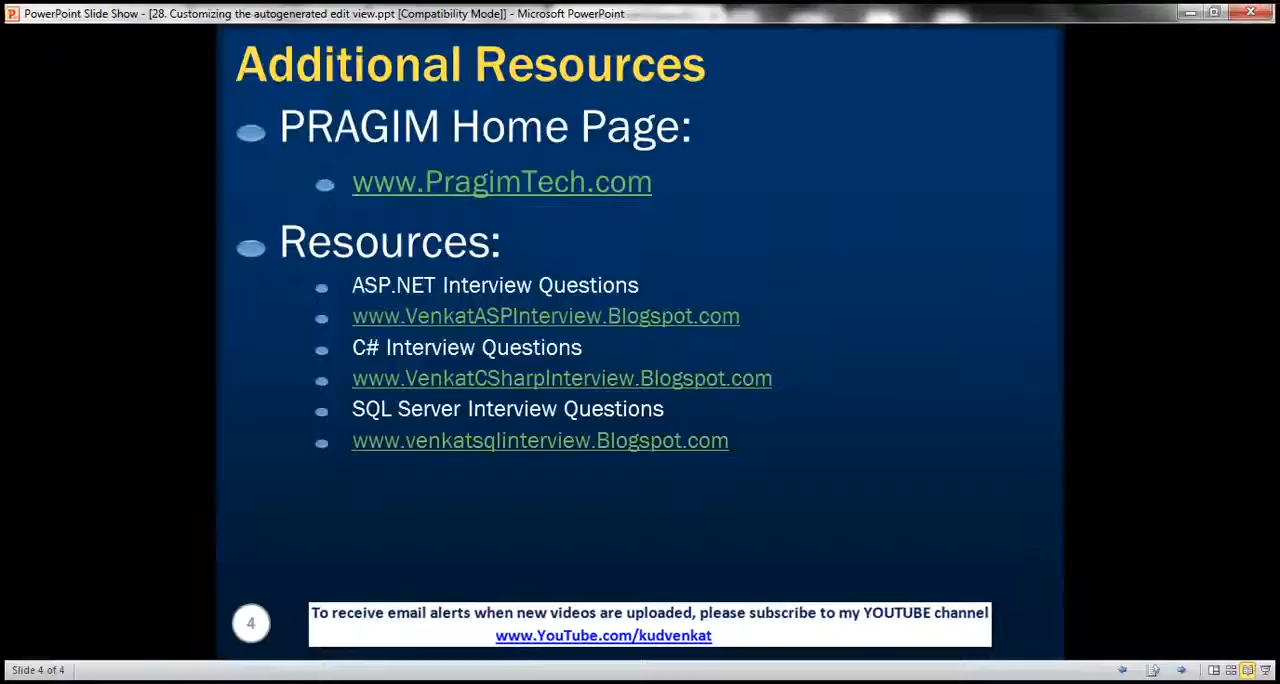 PowerPoint Slide Show - [28. Customizing the autogenerated edit view.ppt [Compatibility Mode]] - Microsoft PowerPoint
Additional Resources
PRAGIM Home Page:
www.PragimTech.com
Resources:
ASP.NET Interview Questions
www.VenkatASPInterview.Blogspot.com
C# Interview Questions
www.VenkatCSharpInterview.Blogspot.com
SQL Server Interview Questions
www.venkatsqlinterview.Blogspot.com
4
To receive email alerts when new videos are uploaded, please subscribe to my YOUTUBE channel
www.YouTube.com/kudvenkat
Slide 4 of 4